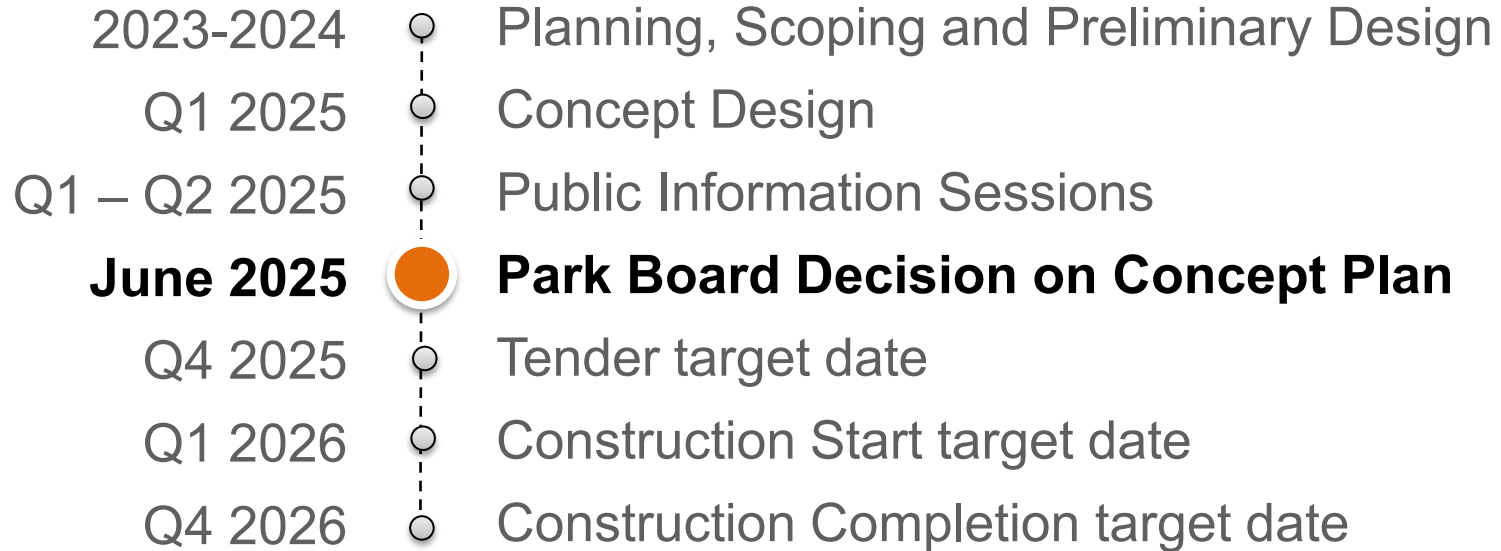 2023-2024 Planning, Scoping and Preliminary Design
Q1 2025 Concept Design
Q1 – Q2 2025 Public Information Sessions
June 2025 Park Board Decision on Concept Plan
Q4 2025 Tender target date
Q1 2026 Construction Start target date
Q4 2026 Construction Completion target date